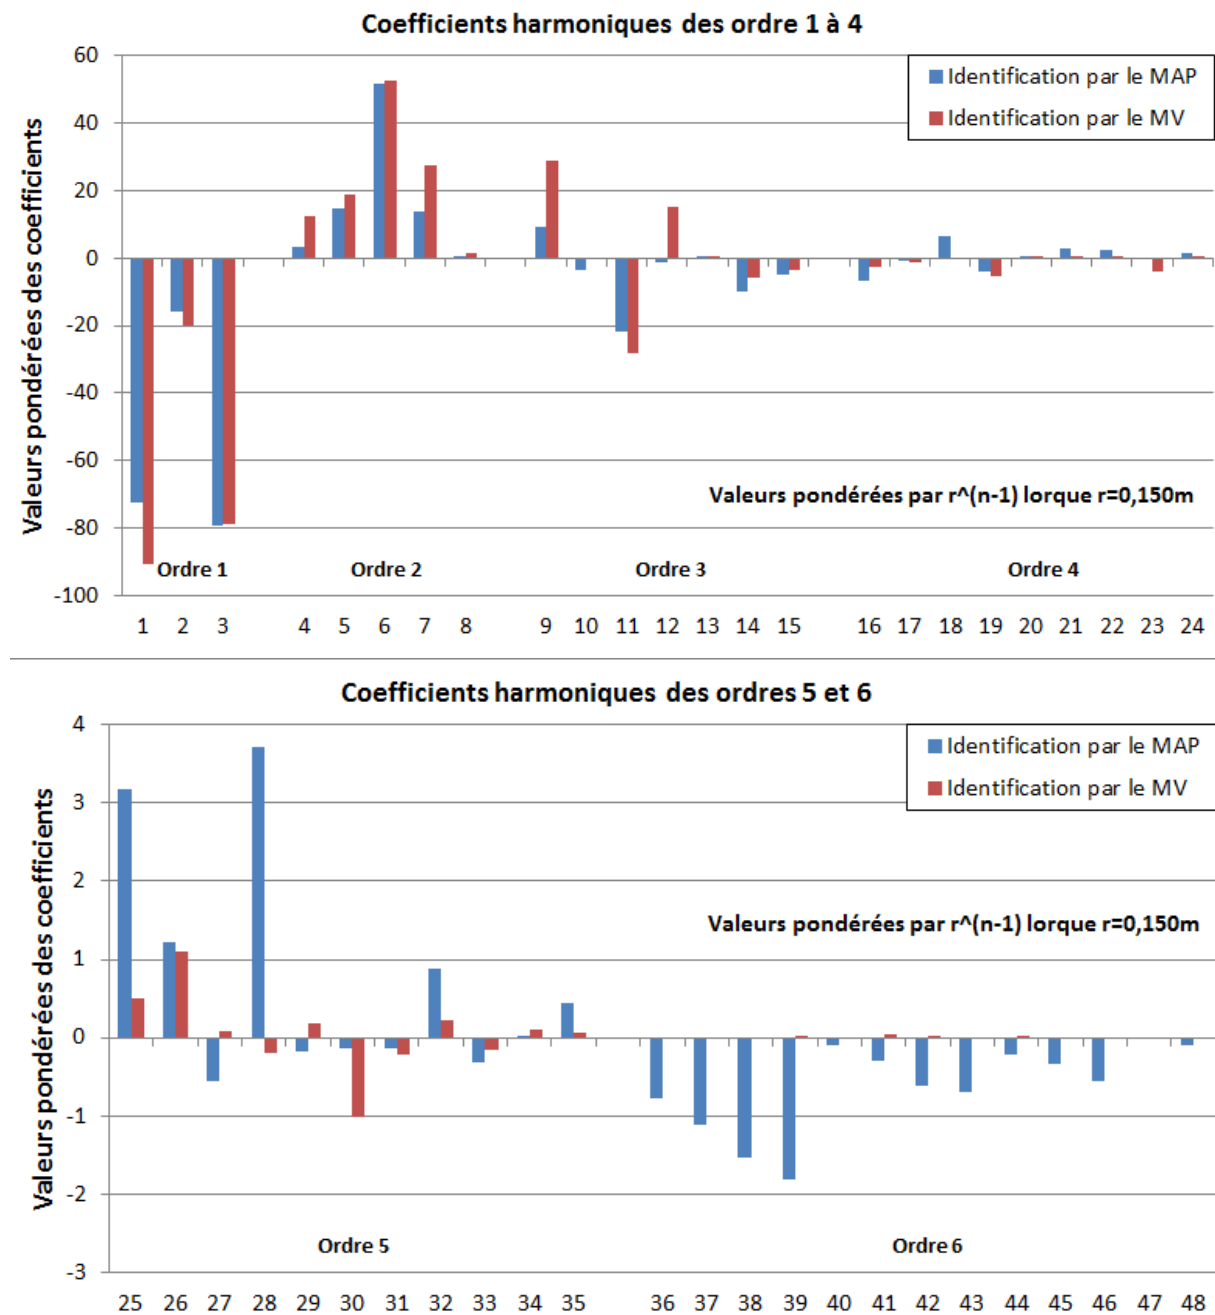 Coefficients harmoniques des ordre 1 à 4
Identification par le MAP
Identification par le MV
Valeurs pondérées des coefficients
60
40
20
0
-20
-40
-60
-80
-100
Valeurs pondérées par r^(n-1) lorque r=0,150m
Ordre 1 Ordre 2 Ordre 3 Ordre 4
1 2 3 4 5 6 7 8 9 10 11 12 13 14 15 16 17 18 19 20 21 22 23 24
Coefficients harmoniques des ordres 5 et 6
Identification par le MAP
Identification par le MV
Valeurs pondérées des coefficients
4
3
2
1
0
-1
-2
-3
Valeurs pondérées par r^(n-1) lorque r=0,150m
Ordre 5 Ordre 6
25 26 27 28 29 30 31 32 33 34 35 36 37 38 39 40 41 42 43 44 45 46 47 48